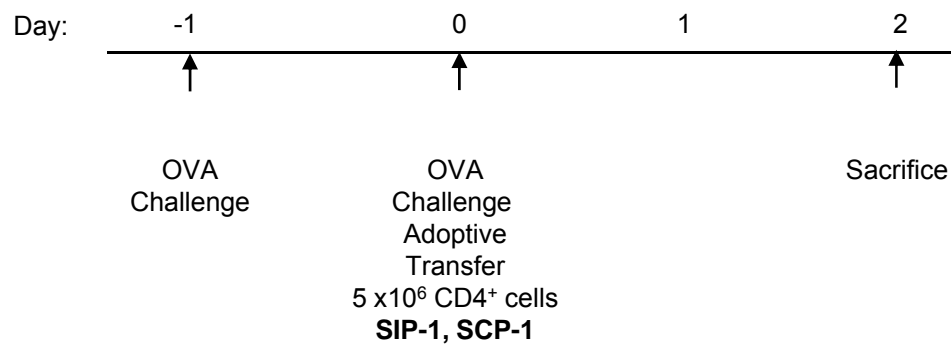 Day: -1 0 1 2
OVA OVA Sacrifice
Challenge Challenge
Adoptive
Transfer
5 x10⁶ CD4⁺ cells
SIP-1, SCP-1